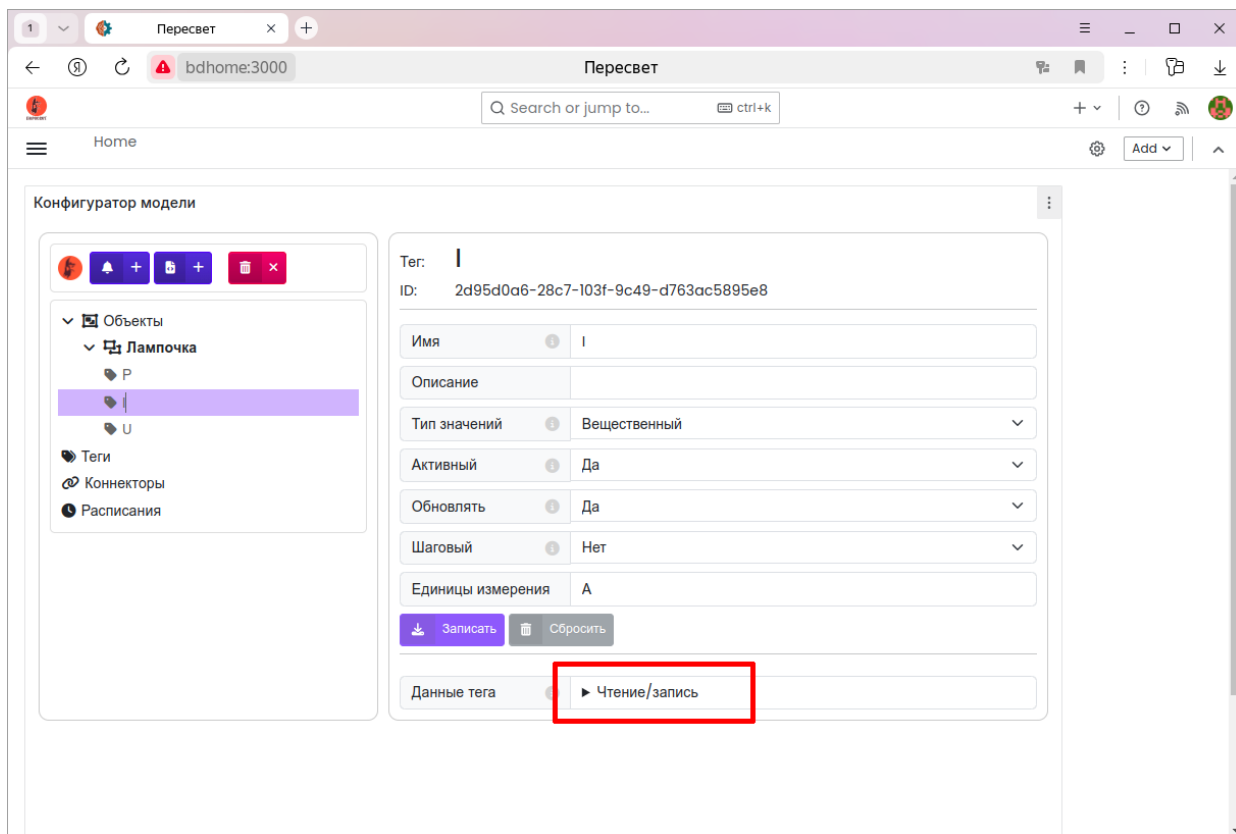 1
Пересвет
bdhome:3000
Пересвет
Search or jump to...
ctrl+k
Home
Add
Конфигуратор модели
Объекты
Лампочка
P
I
U
Теги
Коннекторы
Расписания
Тег: I
ID: 2d95d0a6-28c7-103f-9c49-d763ac5895e8
Имя I
Описание
Тип значений Вещественный
Активный Да
Обновлять Да
Шаговый Нет
Единицы измерения A
Записать Сбросить
Данные тега Чтение/запись